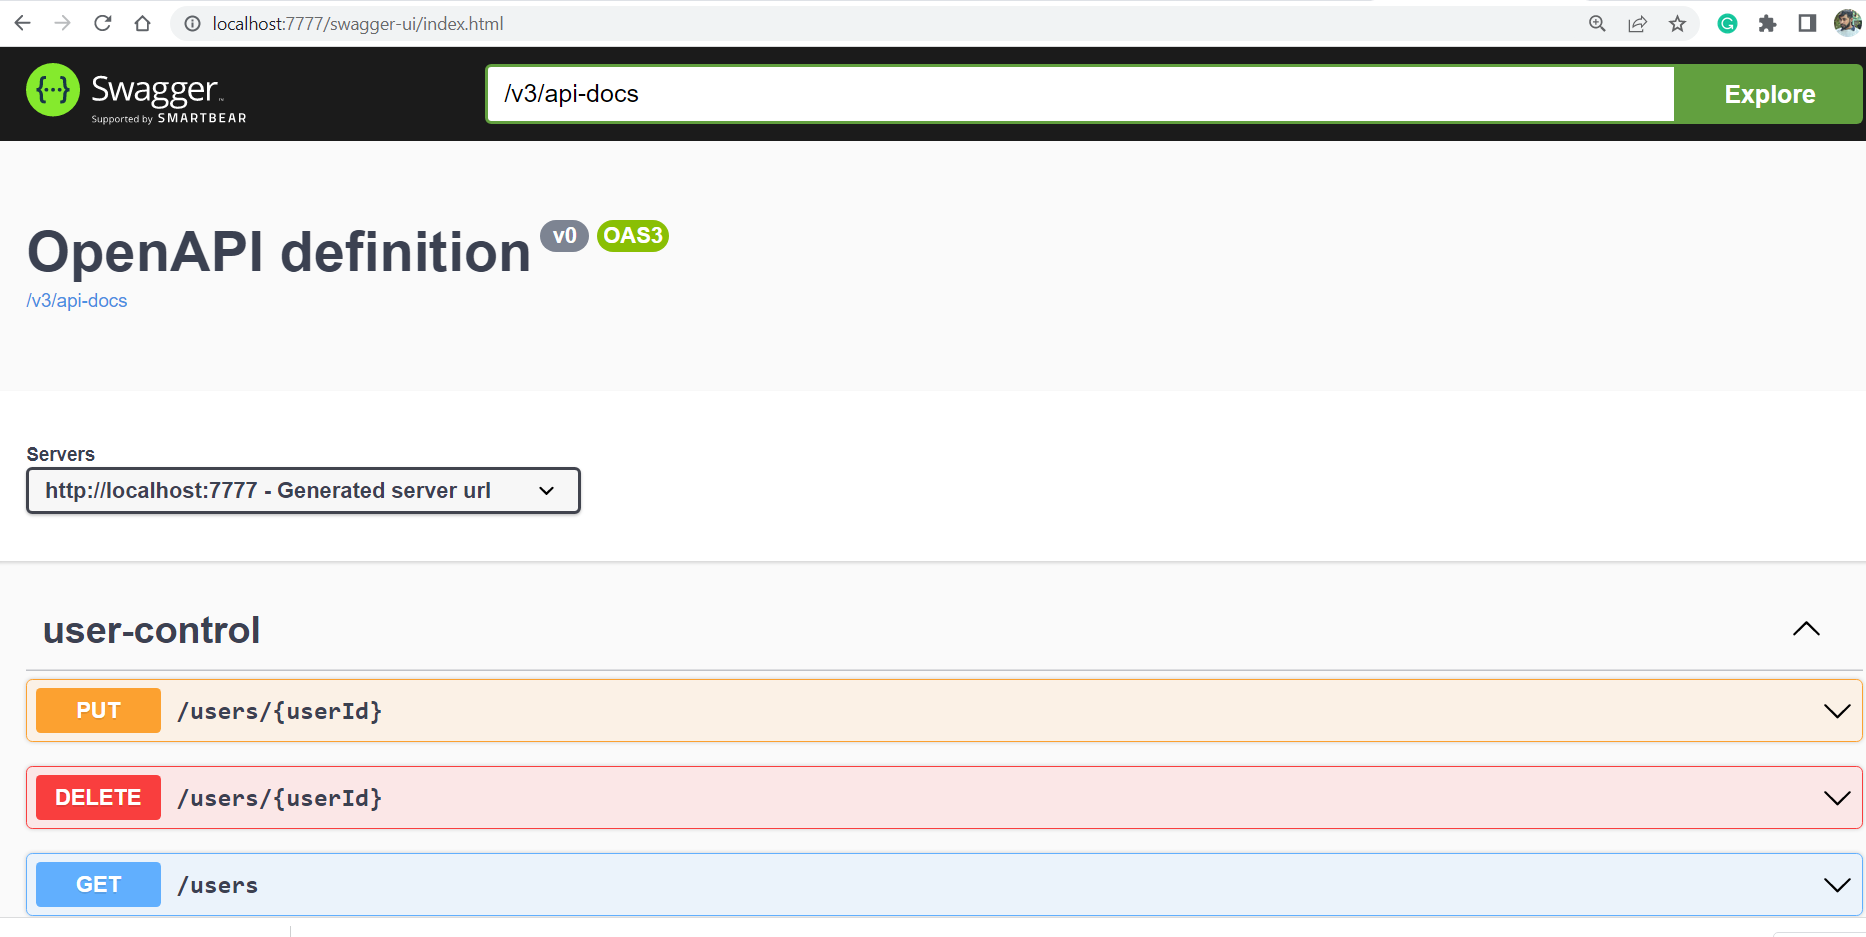 localhost:7777/swagger-ui/index.html
{···} Swagger™
Supported by SMARTBEAR
/v3/api-docs
Explore
OpenAPI definition v0 OAS3
/v3/api-docs
Servers
http://localhost:7777 - Generated server url
user-control
PUT /users/{userId}
DELETE /users/{userId}
GET /users